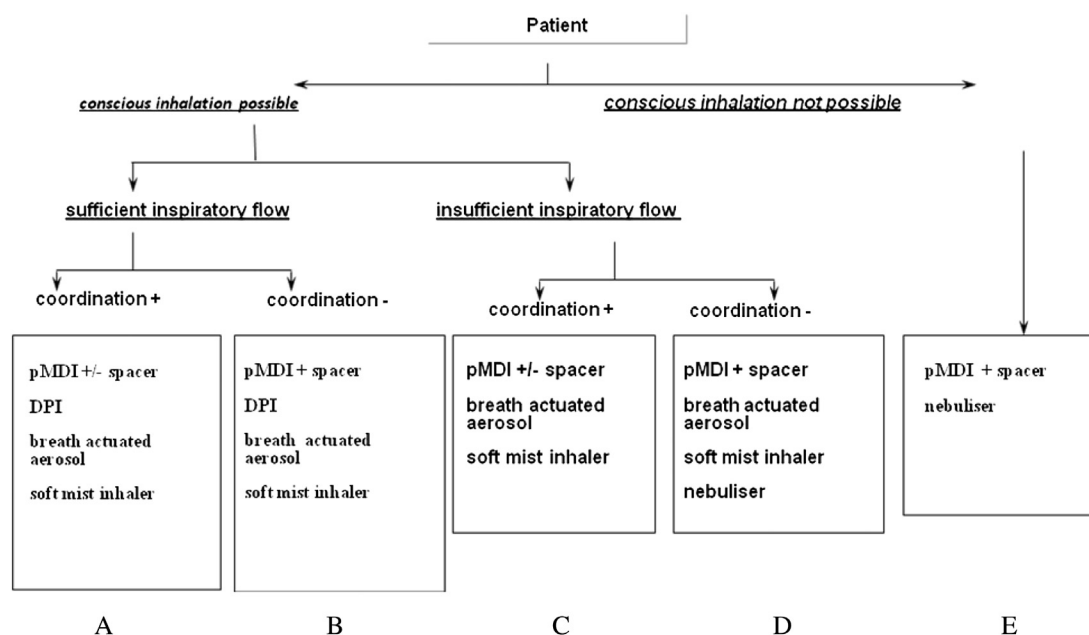 Patient
conscious inhalation possible
conscious inhalation not possible
sufficient inspiratory flow
insufficient inspiratory flow
coordination +
coordination -
coordination +
coordination -
pMDI +/- spacer
DPI
breath actuated
aerosol
soft mist inhaler
pMDI + spacer
DPI
breath actuated
aerosol
soft mist inhaler
pMDI +/- spacer
breath actuated
aerosol
soft mist inhaler
pMDI + spacer
breath actuated
aerosol
soft mist inhaler
nebuliser
pMDI + spacer
nebuliser
A
B
C
D
E